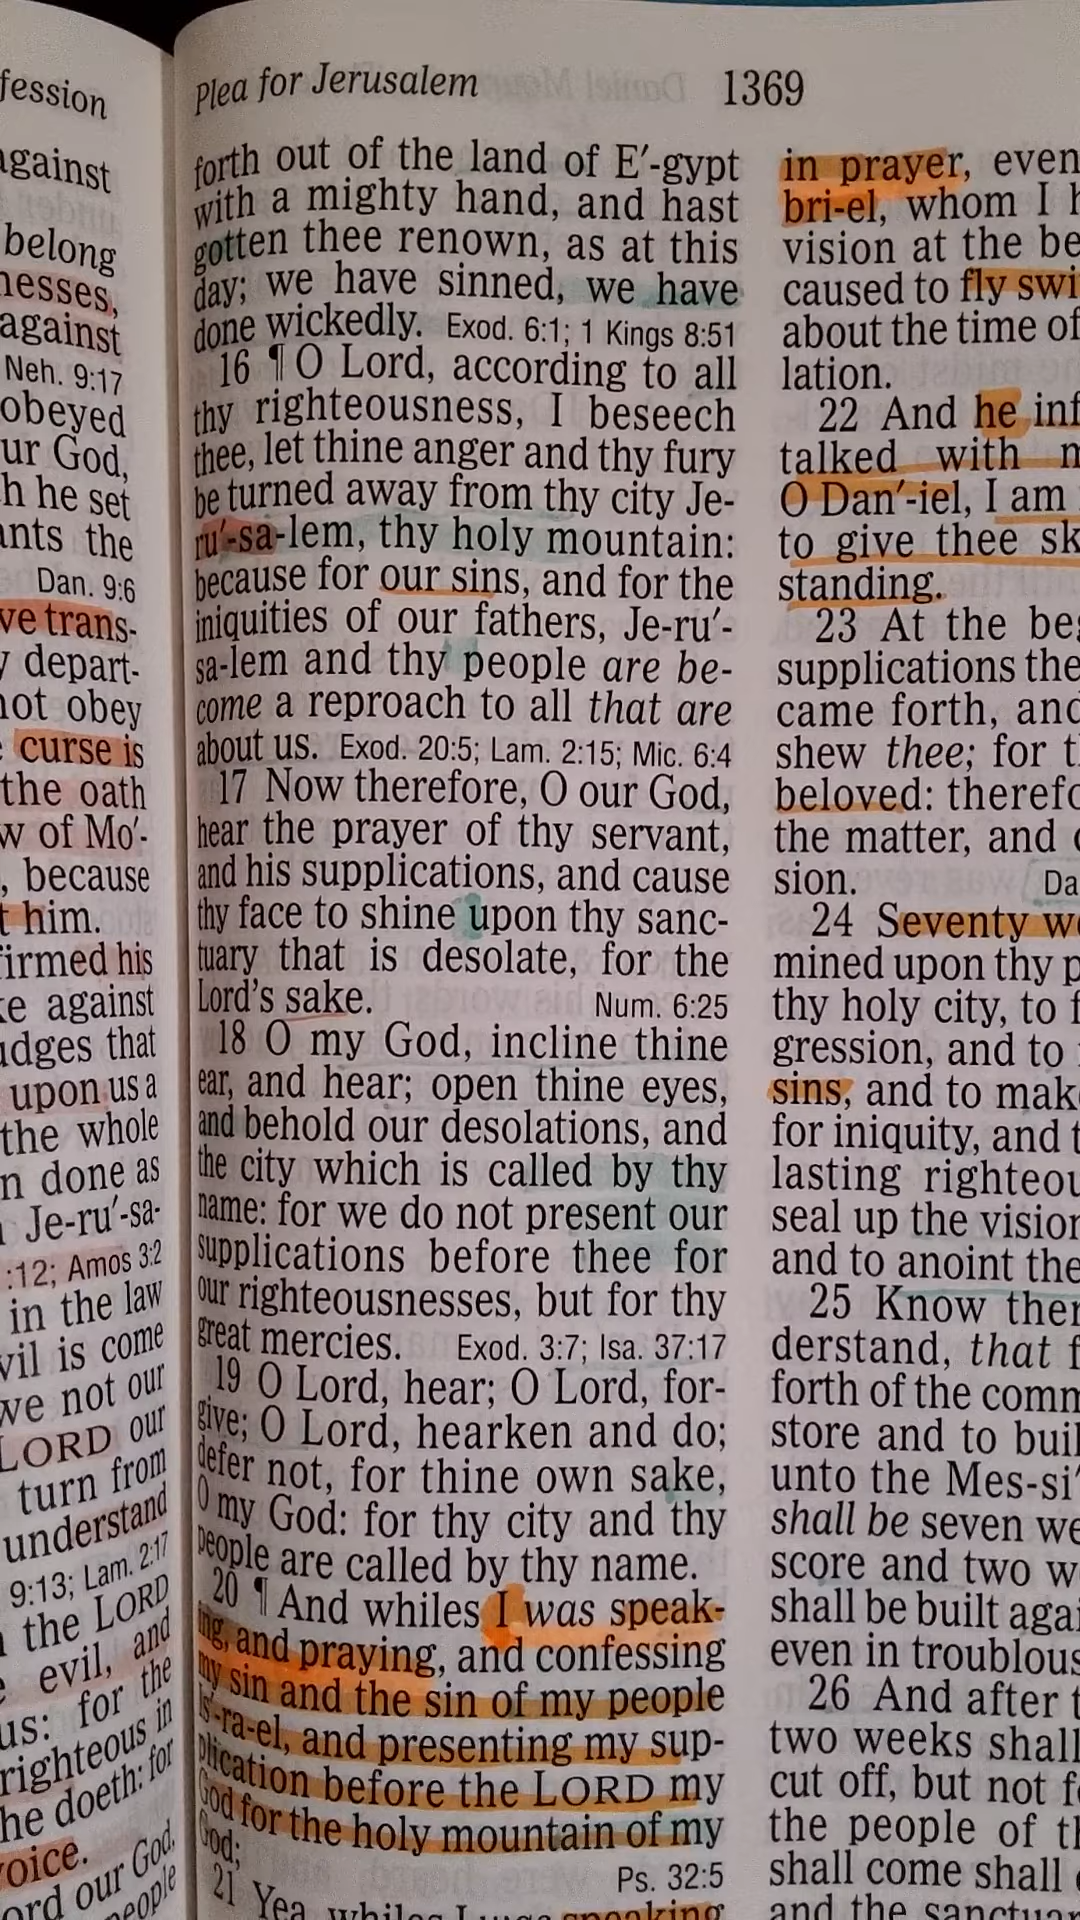 fession
against
belong
nesses,
against
Neh. 9:17
obeyed
ur God,
h he set
ants the
Dan. 9:6
ve trans-
y depart-
not obey
curse is
the oath
w of Mo′-
, because
t him.
firmed his
against
udges that
upon us a
the whole
n done as
Je-ru′-sa-
:12; Amos 3:2
in the law
vil is come
we not our
LORD our
turn from
understand
9:13; Lam. 2:17
the LORD
evil, and
us: for the
righteous in
he doeth: for
voice.
ord our God,
people
Plea for Jerusalem 1369
forth out of the land of E′-gypt
with a mighty hand, and hast
gotten thee renown, as at this
day; we have sinned, we have
done wickedly. Exod. 6:1; 1 Kings 8:51
16 ¶ O Lord, according to all
thy righteousness, I beseech
thee, let thine anger and thy fury
be turned away from thy city Je-
ru′-sa-lem, thy holy mountain:
because for our sins, and for the
iniquities of our fathers, Je-ru′-
sa-lem and thy people are be-
come a reproach to all that are
about us. Exod. 20:5; Lam. 2:15; Mic. 6:4
17 Now therefore, O our God,
hear the prayer of thy servant,
and his supplications, and cause
thy face to shine upon thy sanc-
tuary that is desolate, for the
Lord's sake. Num. 6:25
18 O my God, incline thine
ear, and hear; open thine eyes,
and behold our desolations, and
the city which is called by thy
name: for we do not present our
supplications before thee for
our righteousnesses, but for thy
great mercies. Exod. 3:7; Isa. 37:17
19 O Lord, hear; O Lord, for-
give; O Lord, hearken and do;
defer not, for thine own sake,
O my God: for thy city and thy
people are called by thy name.
20 ¶ And whiles I was speak-
ing, and praying, and confessing
my sin and the sin of my people
Is′-ra-el, and presenting my sup-
plication before the LORD my
God for the holy mountain of my
God;
Ps. 32:5
21 Yea, whiles I was speaking
in prayer, even
bri-el, whom I h
vision at the be
caused to fly swi
about the time of
lation.
22 And he inf
talked with m
O Dan′-iel, I am
to give thee sk
standing.
23 At the beg
supplications the
came forth, and
shew thee; for t
beloved: therefo
the matter, and c
sion. Da
24 Seventy we
mined upon thy p
thy holy city, to f
gression, and to
sins, and to mak
for iniquity, and t
lasting righteou
seal up the vision
and to anoint the
25 Know ther
derstand, that f
forth of the comm
store and to buil
unto the Mes-si′
shall be seven we
score and two w
shall be built agai
even in troublous
26 And after t
two weeks shall
cut off, but not f
the people of th
shall come shall
and the sanctuar